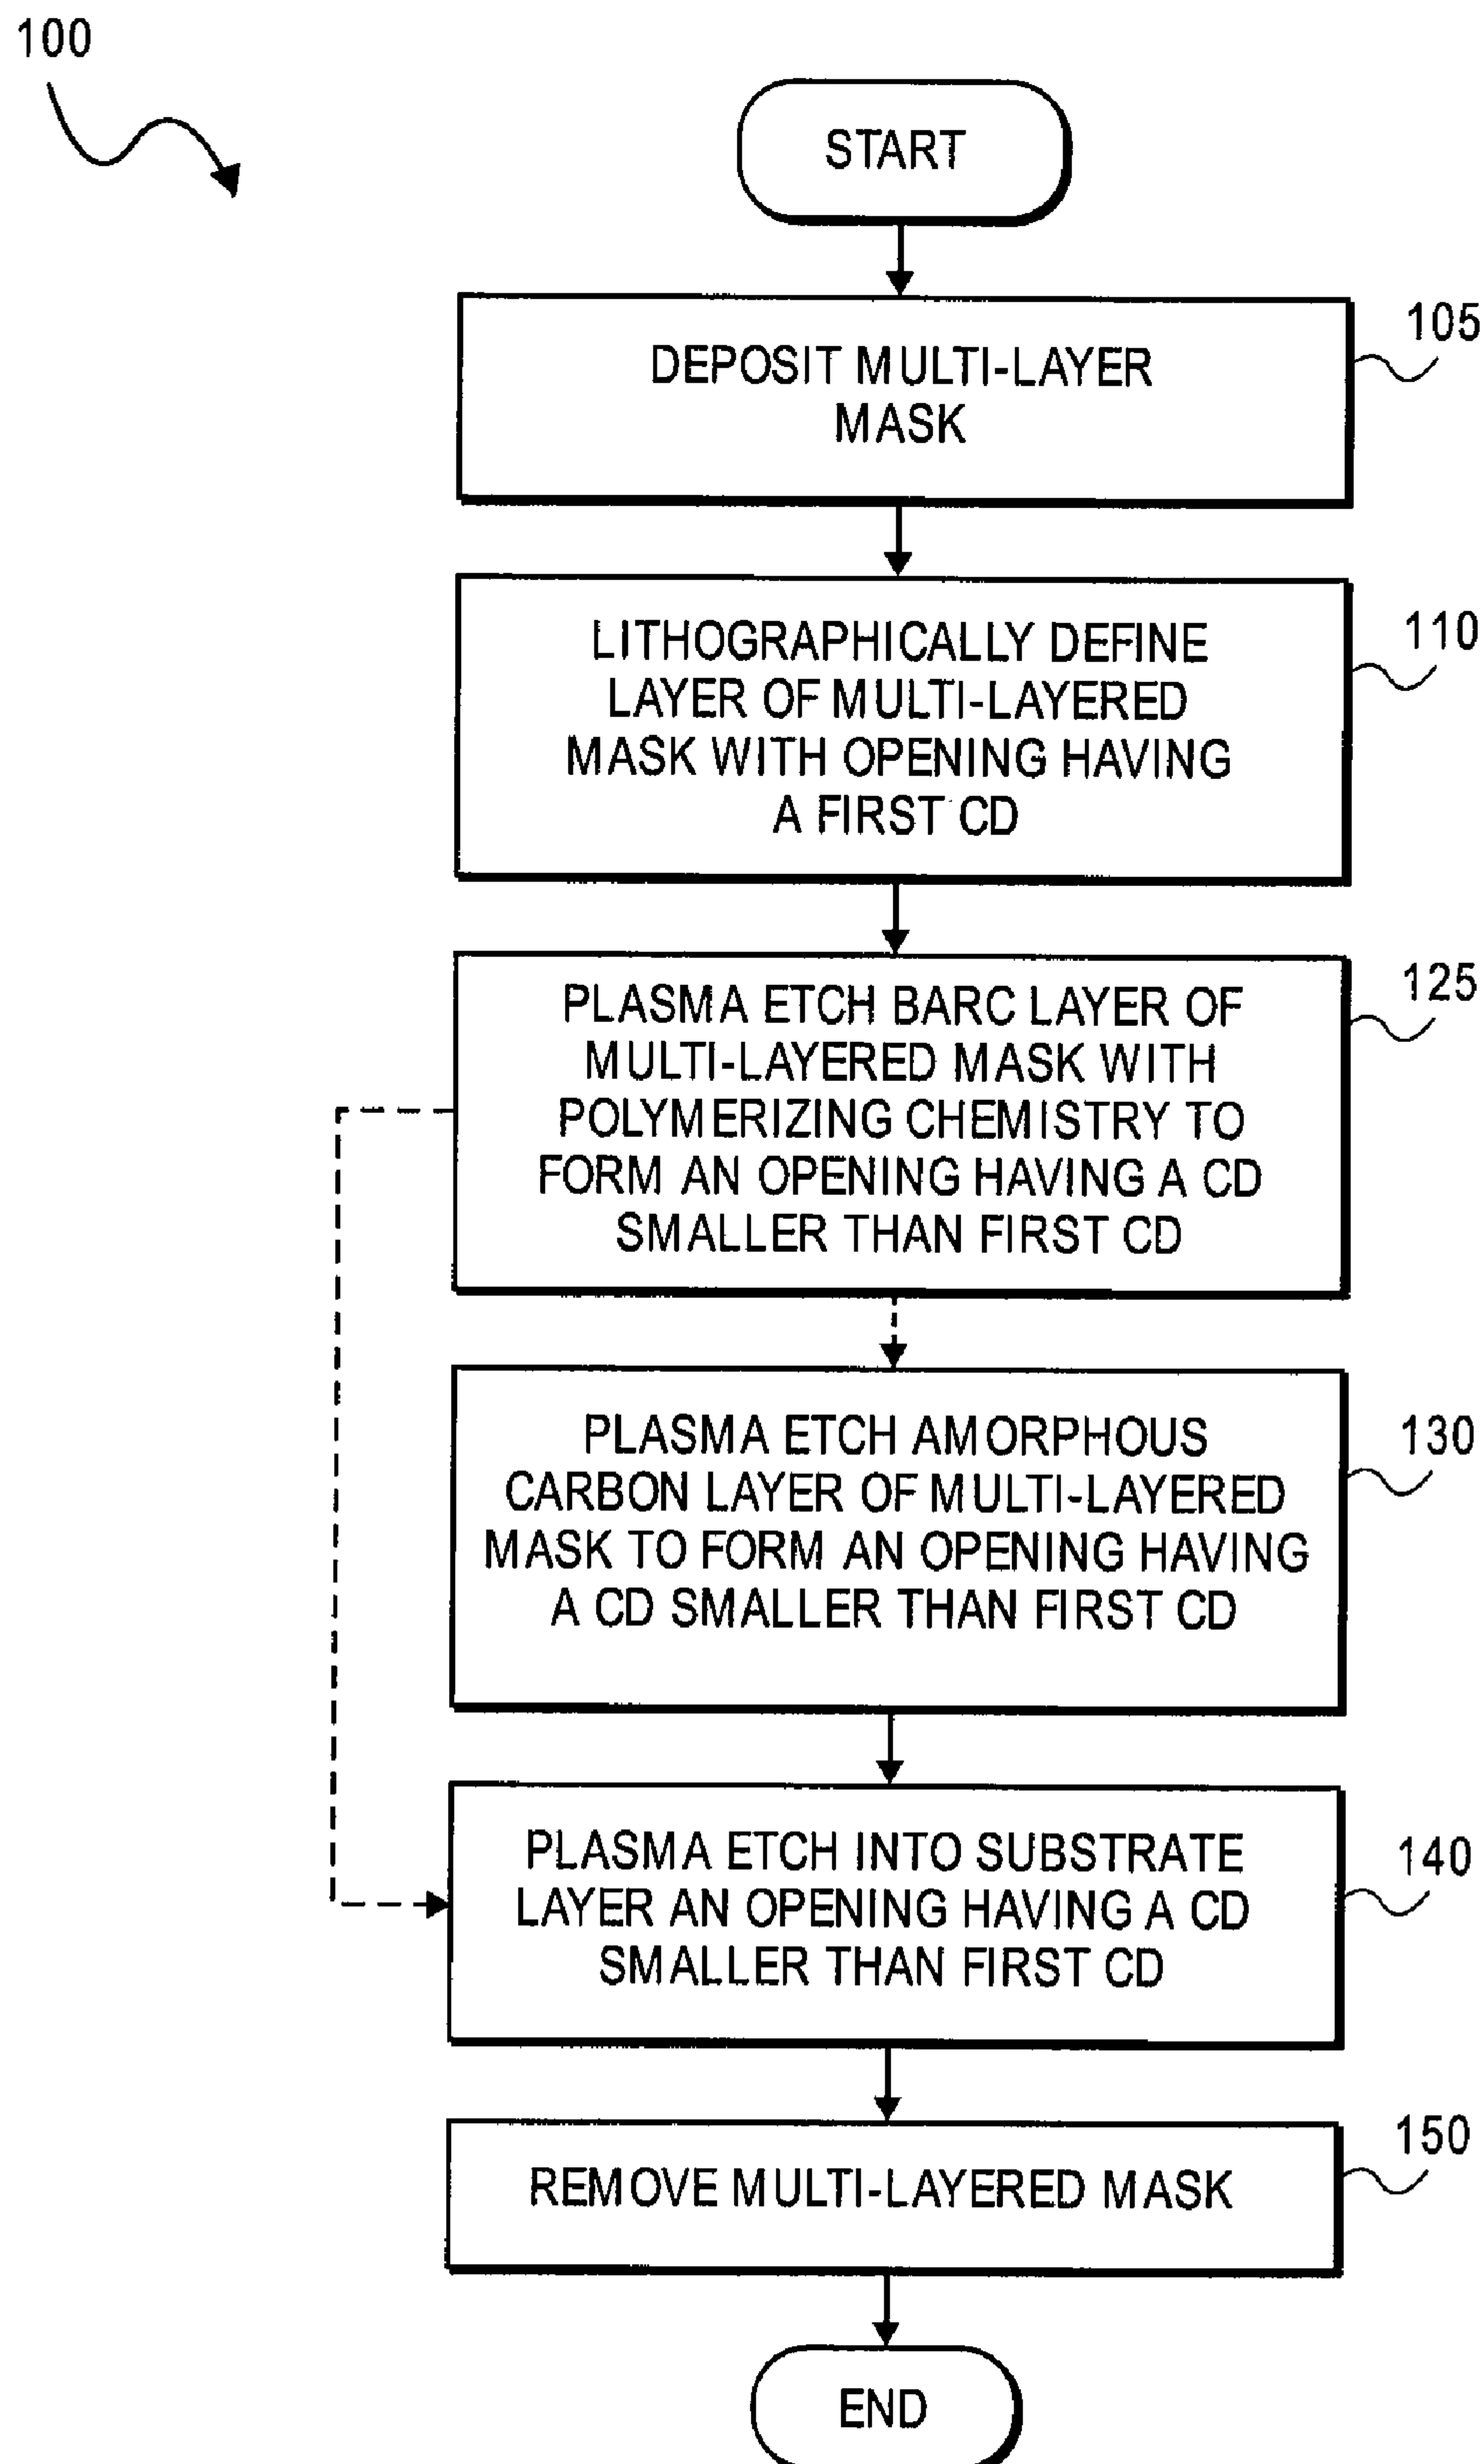 100
START
105
DEPOSIT MULTI-LAYER
MASK
110
LITHOGRAPHICALLY DEFINE
LAYER OF MULTI-LAYERED
MASK WITH OPENING HAVING
A FIRST CD
125
PLASMA ETCH BARC LAYER OF
MULTI-LAYERED MASK WITH
POLYMERIZING CHEMISTRY TO
FORM AN OPENING HAVING A CD
SMALLER THAN FIRST CD
130
PLASMA ETCH AMORPHOUS
CARBON LAYER OF MULTI-LAYERED
MASK TO FORM AN OPENING HAVING
A CD SMALLER THAN FIRST CD
140
PLASMA ETCH INTO SUBSTRATE
LAYER AN OPENING HAVING A CD
SMALLER THAN FIRST CD
150
REMOVE MULTI-LAYERED MASK
END